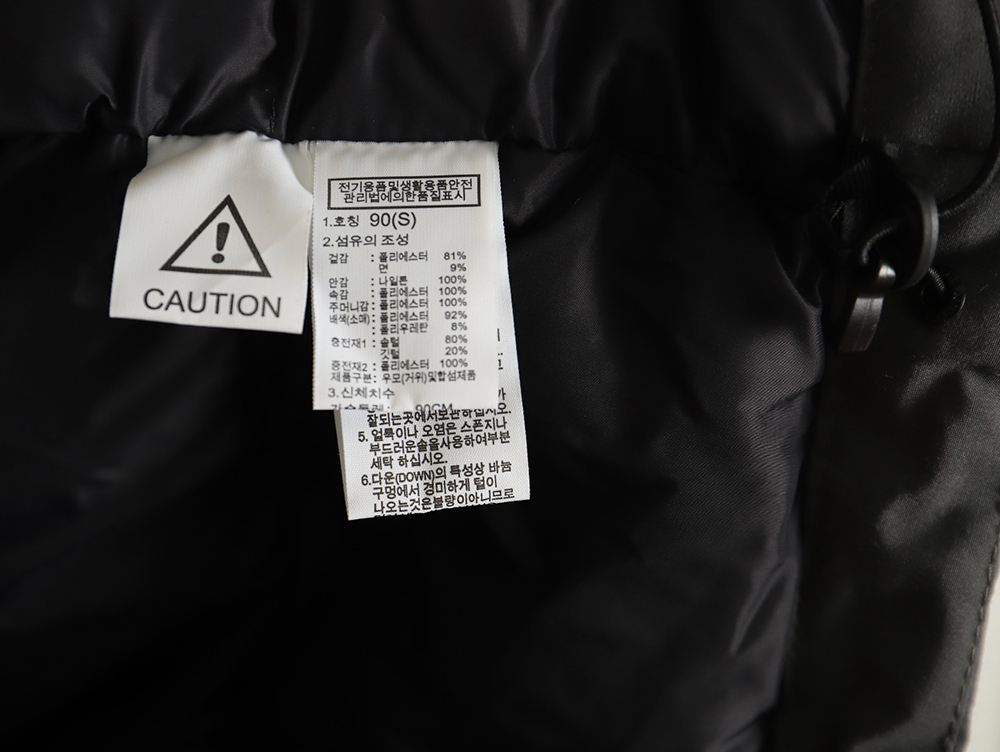 CAUTION
전기용품및생활용품안전
관리법에의한품질표시
1.호칭 90(S)
2.섬유의 조성
겉감 : 폴리에스터 81%
면 9%
안감 : 나일론 100%
속감 : 폴리에스터 100%
주머니감 : 폴리에스터 100%
배색(소매) : 폴리에스터 92%
: 폴리우레탄 8%
충전재1 : 솜털 80%
깃털 20%
충전재2 : 폴리에스터 100%
제품구분: 우모(거위)및합섬제품
3.신체치수
가슴둘레: 90CM
잘되는곳에서보관하십시오.
5. 얼룩이나 오염은 스폰지나
부드러운솔을사용하여부분
세탁 하십시오.
6.다운(DOWN)의 특성상 바늘
구멍에서 경미하게 털이
나오는것은불량이아니므로